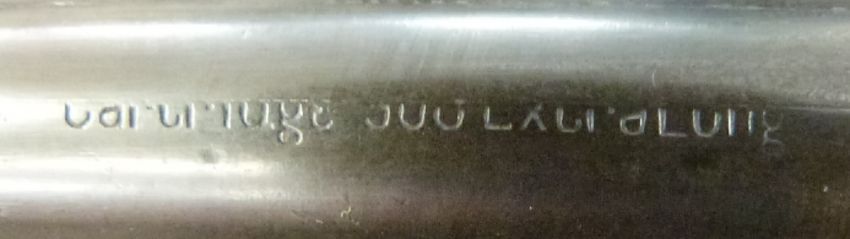 Cartridge 300 Extra Long